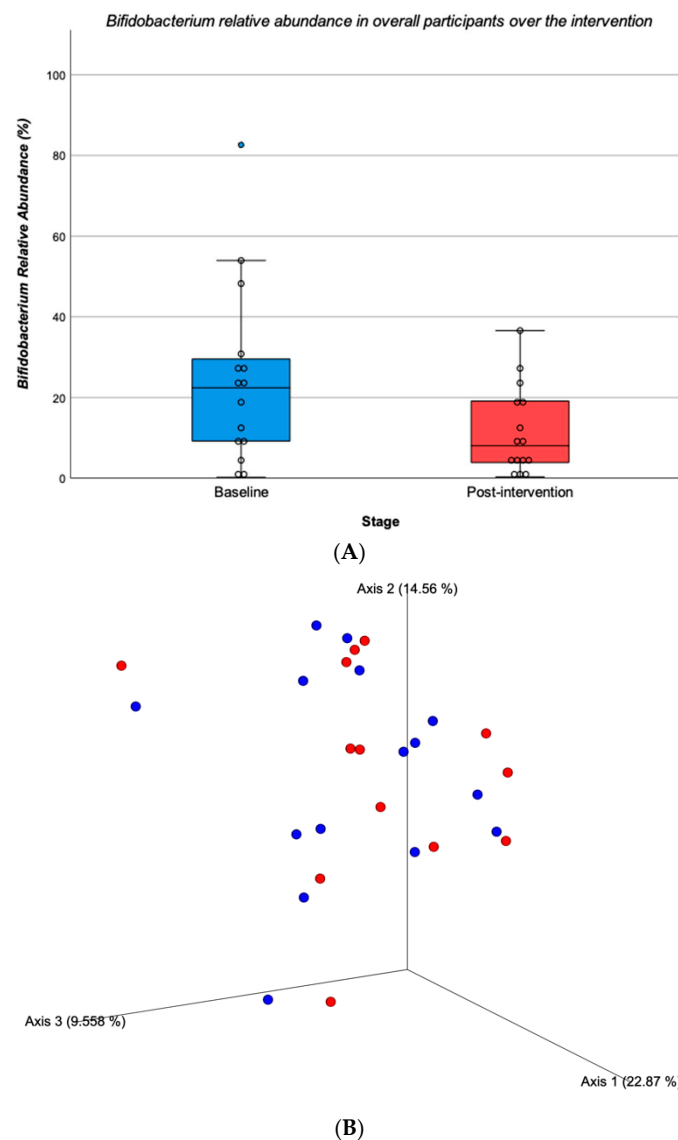 Bifidobacterium relative abundance in overall participants over the intervention
Bifidobacterium Relative Abundance (%)
100
80
60
40
20
0
Baseline
Post-intervention
Stage
(A)
Axis 2 (14.56 %)
Axis 3 (9.558 %)
Axis 1 (22.87 %)
(B)